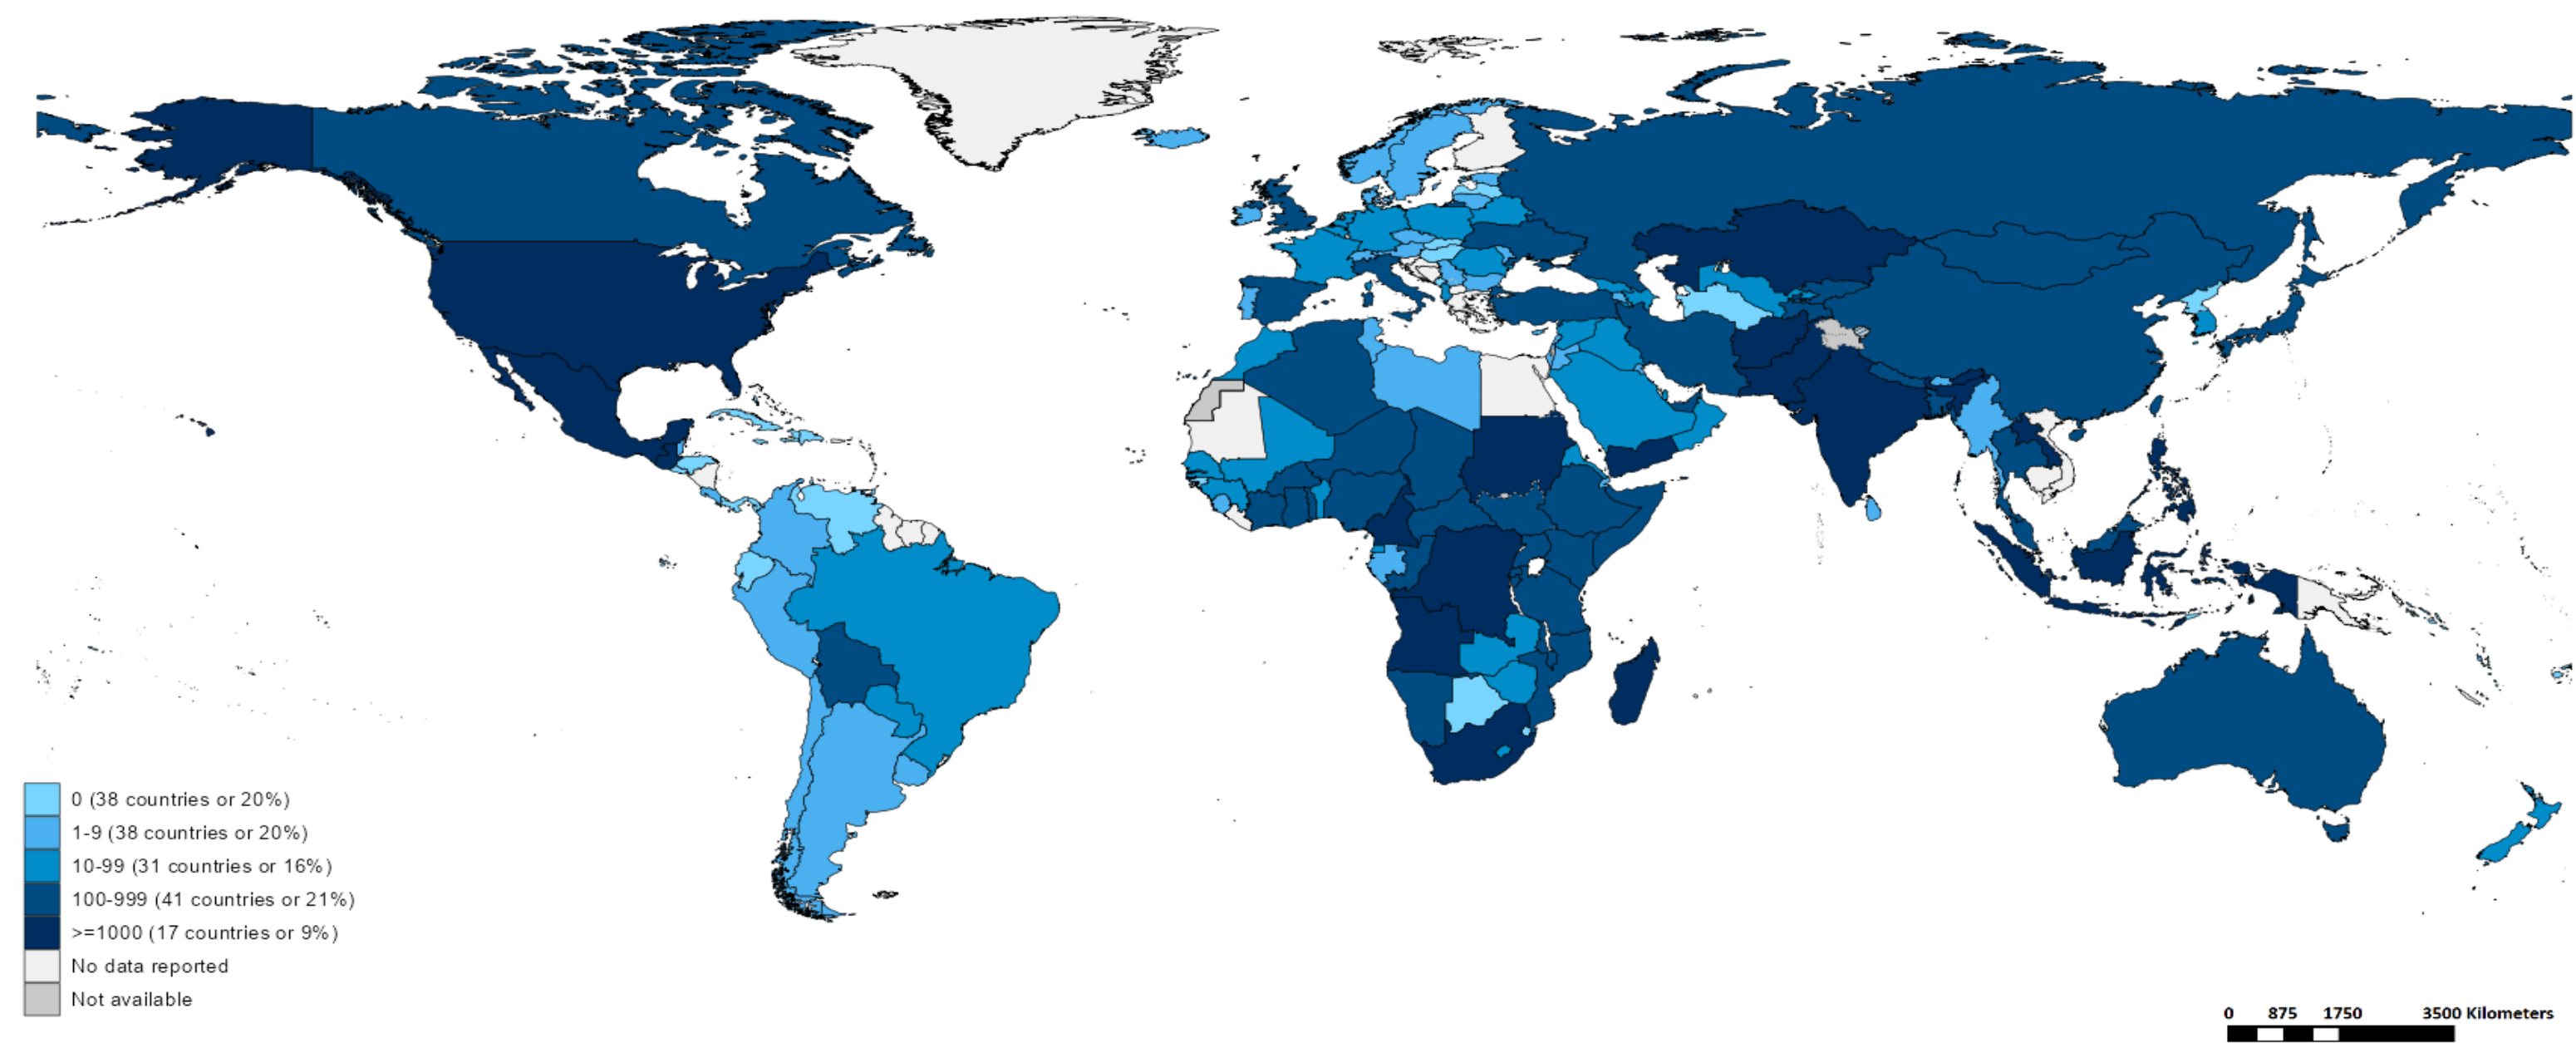 0 (38 countries or 20%)
1-9 (38 countries or 20%)
10-99 (31 countries or 16%)
100-999 (41 countries or 21%)
>=1000 (17 countries or 9%)
No data reported
Not available
0 875 1750 3500 Kilometers